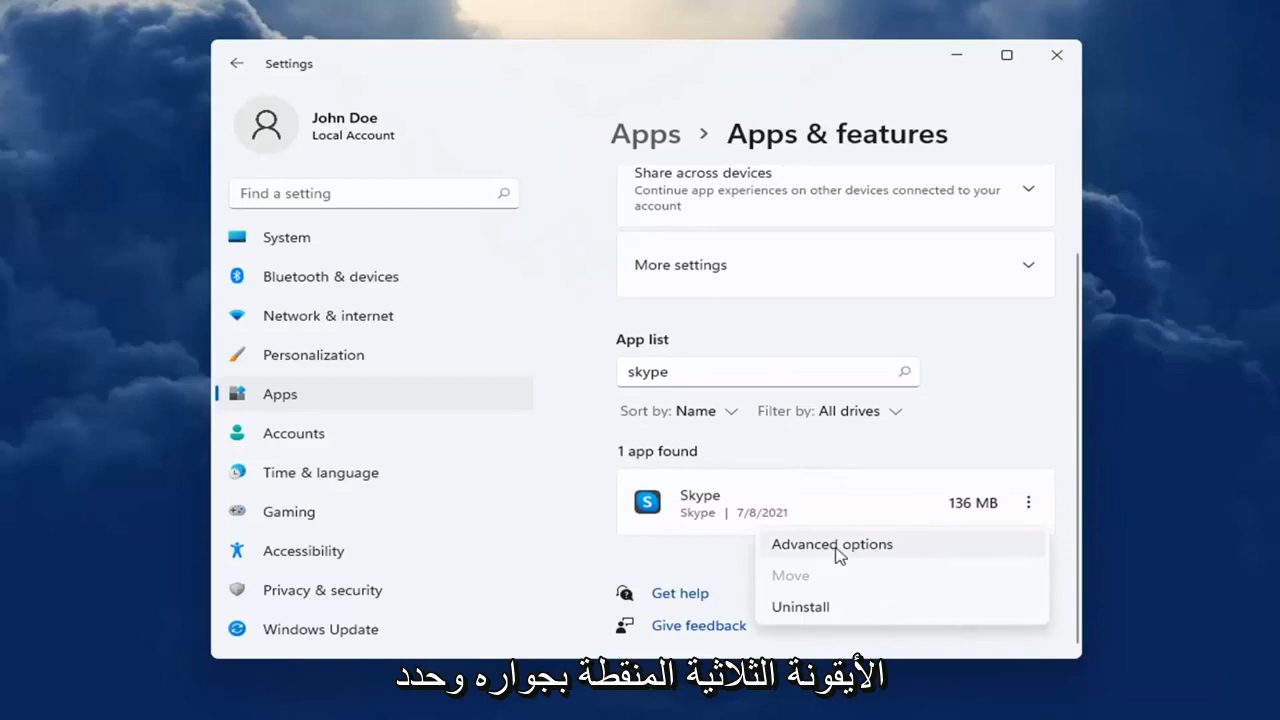 Settings
John Doe
Local Account
Find a setting
System
Bluetooth & devices
Network & internet
Personalization
Apps
Accounts
Time & language
Gaming
Accessibility
Privacy & security
Windows Update
Apps > Apps & features
Share across devices
Continue app experiences on other devices connected to your
account
More settings
App list
skype
Sort by: Name Filter by: All drives
1 app found
Skype
Skype | 7/8/2021
136 MB
Advanced options
Move
Uninstall
Get help
Give feedback
الأيقونة الثلاثية المنقطة بجواره وحدد